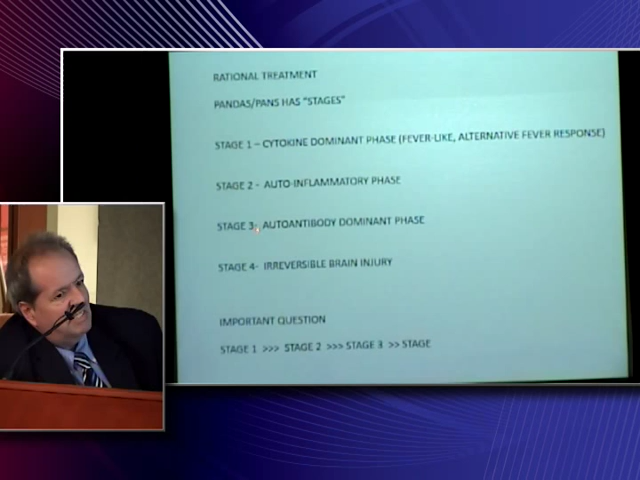 RATIONAL TREATMENT
PANDAS/PANS HAS "STAGES"
STAGE 1 – CYTOKINE DOMINANT PHASE (FEVER-LIKE, ALTERNATIVE FEVER RESPONSE)
STAGE 2 - AUTO-INFLAMMATORY PHASE
STAGE 3- AUTOANTIBODY DOMINANT PHASE
STAGE 4- IRREVERSIBLE BRAIN INJURY
IMPORTANT QUESTION
STAGE 1 >>> STAGE 2 >>> STAGE 3 >> STAGE